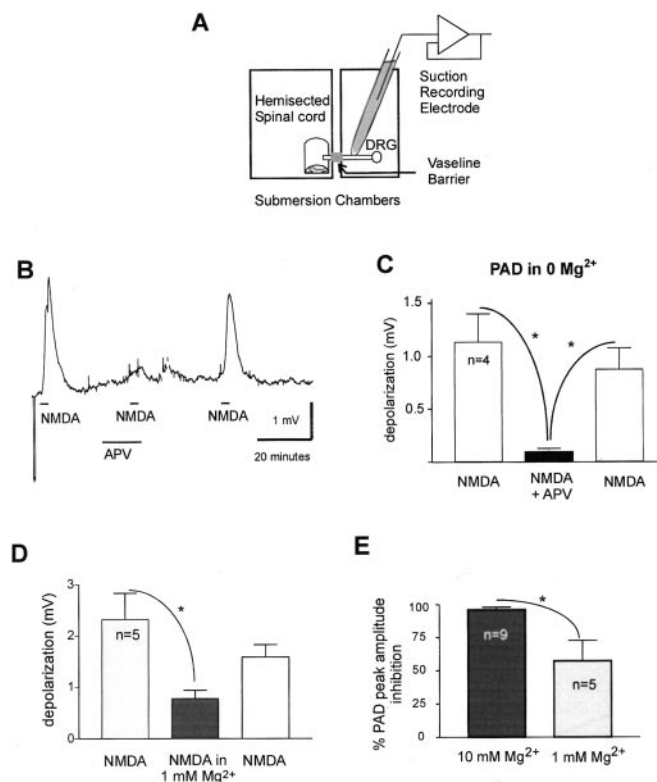 A
Hemisected
Spinal cord
DRG
Suction
Recording
Electrode
Vaseline
Barrier
Submersion Chambers
B
NMDA
NMDA
NMDA
APV
1 mV
20 minutes
C
PAD in 0 Mg²⁺
depolarization (mV)
1.5
1.0
0.5
n=4
*
*
NMDA
NMDA
+ APV
NMDA
D
depolarization (mV)
3
2
1
0
n=5
*
NMDA
NMDA in
1 mM Mg²⁺
NMDA
E
% PAD peak amplitude
inhibition
100
75
50
25
0
n=9
*
n=5
10 mM Mg²⁺
1 mM Mg²⁺